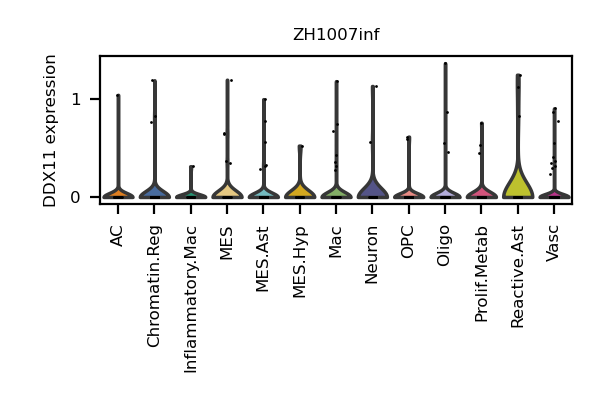 ZH1007inf
DDX11 expression
1
0
AC
Chromatin.Reg
Inflammatory.Mac
MES
MES.Ast
MES.Hyp
Mac
Neuron
OPC
Oligo
Prolif.Metab
Reactive.Ast
Vasc